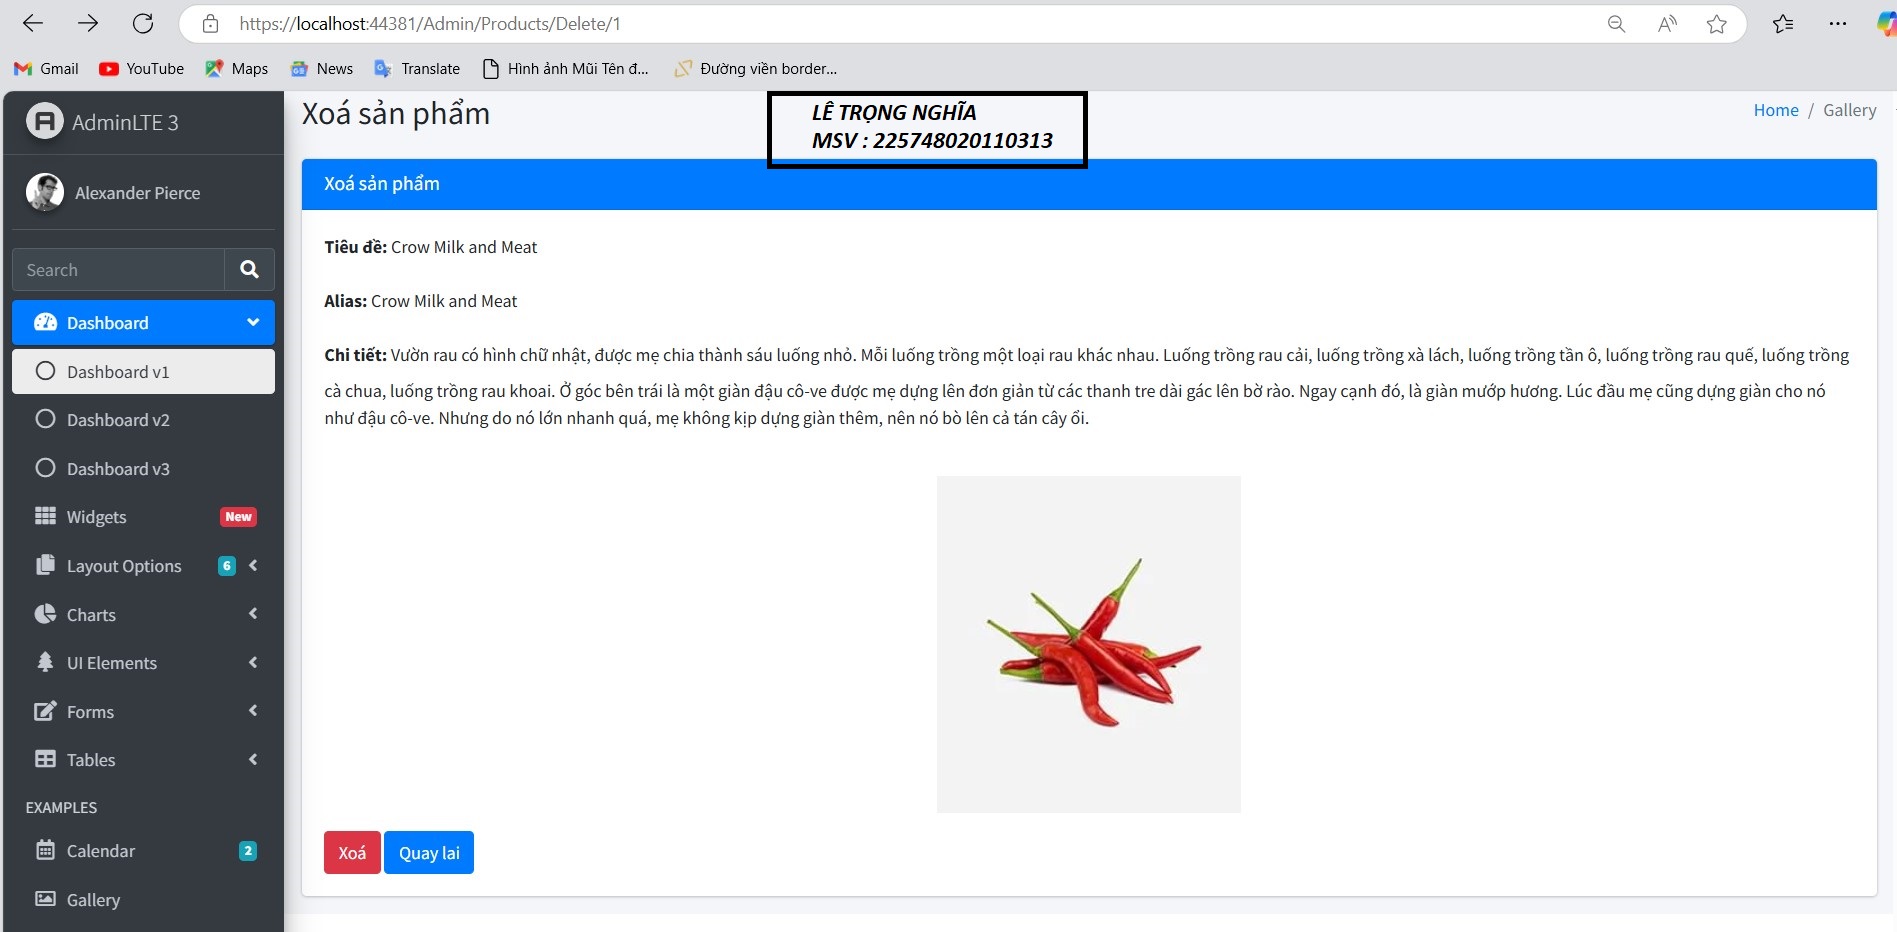 https://localhost:44381/Admin/Products/Delete/1
Gmail
YouTube
Maps
News
Translate
Hình ảnh Mũi Tên đ...
Đường viền border...
AdminLTE 3
Alexander Pierce
Search
Dashboard
Dashboard v1
Dashboard v2
Dashboard v3
Widgets New
Layout Options 6
Charts
UI Elements
Forms
Tables
EXAMPLES
Calendar 2
Gallery
Xoá sản phẩm
LÊ TRỌNG NGHĨA
MSV : 225748020110313
Home / Gallery
Xoá sản phẩm
Tiêu đề: Crow Milk and Meat
Alias: Crow Milk and Meat
Chi tiết: Vườn rau có hình chữ nhật, được mẹ chia thành sáu luống nhỏ. Mỗi luống trồng một loại rau khác nhau. Luống trồng rau cải, luống trồng xà lách, luống trồng tần ô, luống trồng rau quế, luống trồng
cà chua, luống trồng rau khoai. Ở góc bên trái là một giàn đậu cô-ve được mẹ dựng lên đơn giản từ các thanh tre dài gác lên bờ rào. Ngay cạnh đó, là giàn mướp hương. Lúc đầu mẹ cũng dựng giàn cho nó
như đậu cô-ve. Nhưng do nó lớn nhanh quá, mẹ không kịp dựng giàn thêm, nên nó bò lên cả tán cây ổi.
Xoá
Quay lai